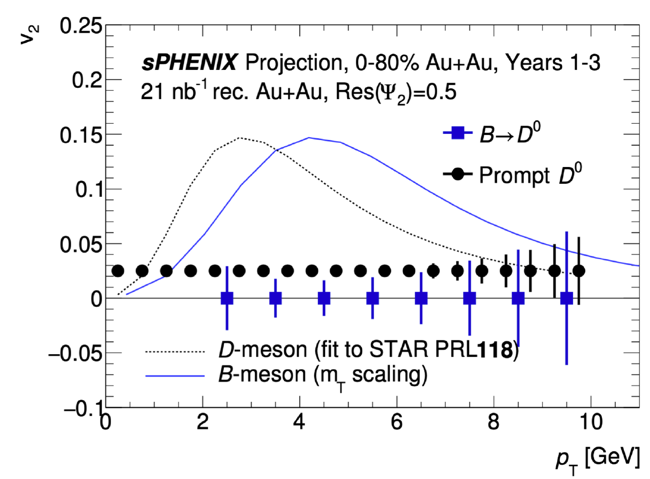 v₂
0.25
0.2
0.15
0.1
0.05
0
−0.05
−0.1
sPHENIX Projection, 0-80% Au+Au, Years 1-3
21 nb⁻¹ rec. Au+Au, Res(Ψ₂)=0.5
B→D⁰
Prompt D⁰
D-meson (fit to STAR PRL118)
B-meson (m_T scaling)
0 2 4 6 8 10
p_T [GeV]